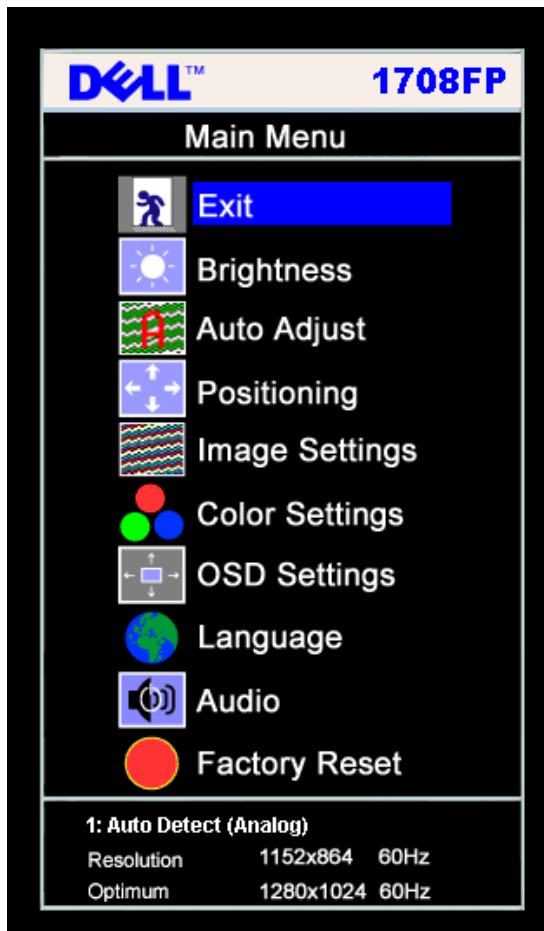 DELL™ 1708FP
Main Menu
Exit
Brightness
A
Auto Adjust
Positioning
Image Settings
Color Settings
OSD Settings
Language
Audio
Factory Reset
1: Auto Detect (Analog)
Resolution 1152x864 60Hz
Optimum 1280x1024 60Hz